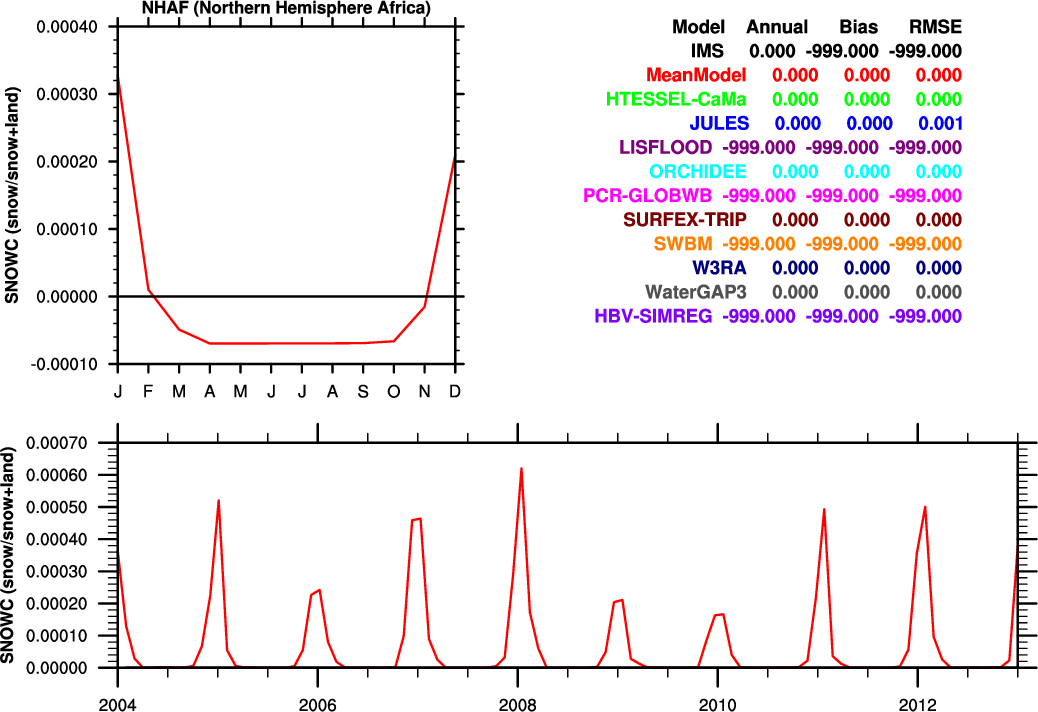 NHAF (Northern Hemisphere Africa)
SNOWC (snow/snow+land)
0.00040
0.00030
0.00020
0.00010
0.00000
-0.00010
J F M A M J J A S O N D
Model Annual Bias RMSE
IMS 0.000 -999.000 -999.000
MeanModel 0.000 0.000 0.000
HTESSEL-CaMa 0.000 0.000 0.000
JULES 0.000 0.000 0.001
LISFLOOD -999.000 -999.000 -999.000
ORCHIDEE 0.000 0.000 0.000
PCR-GLOBWB -999.000 -999.000 -999.000
SURFEX-TRIP 0.000 0.000 0.000
SWBM -999.000 -999.000 -999.000
W3RA 0.000 0.000 0.000
WaterGAP3 0.000 0.000 0.000
HBV-SIMREG -999.000 -999.000 -999.000
SNOWC (snow/snow+land)
0.00070
0.00060
0.00050
0.00040
0.00030
0.00020
0.00010
0.00000
2004 2006 2008 2010 2012